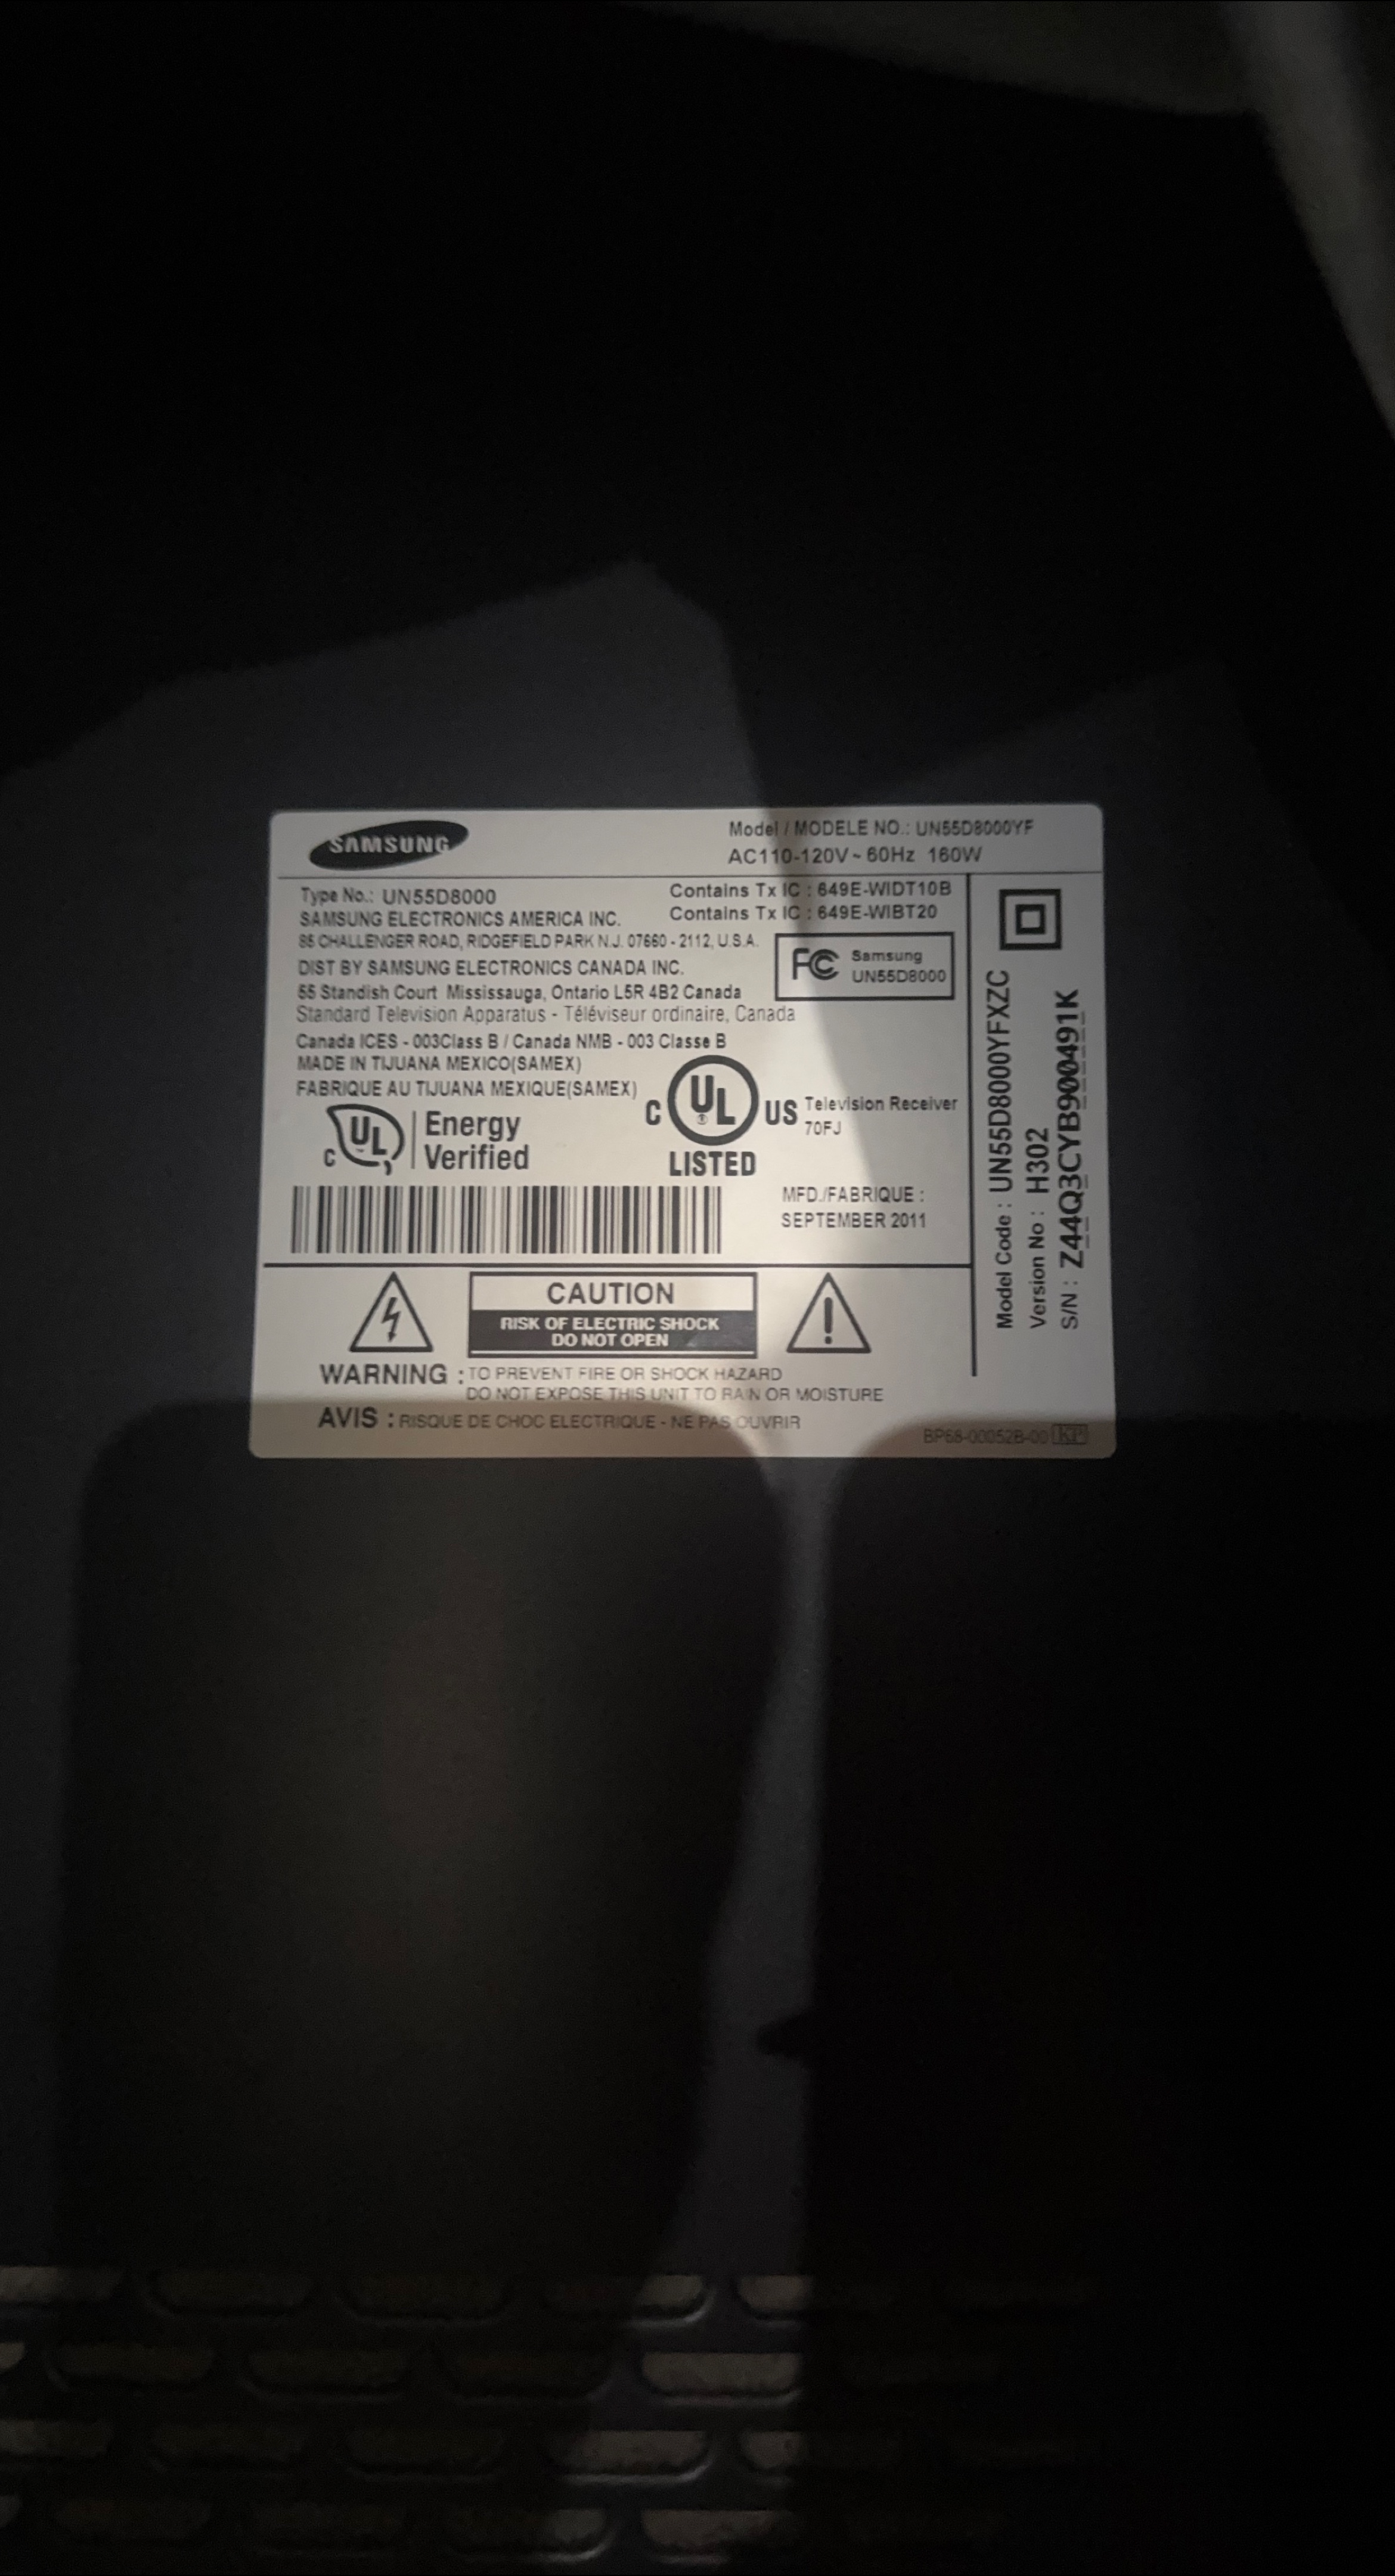 SAMSUNG
Model / MODELE NO.: UN55D8000YF
AC110-120V~60Hz 160W
Type No.: UN55D8000
Contains Tx IC : 649E-WIDT10B
SAMSUNG ELECTRONICS AMERICA INC.
Contains Tx IC : 649E-WIBT20
85 CHALLENGER ROAD, RIDGEFIELD PARK N.J. 07660 - 2112, U.S.A.
DIST BY SAMSUNG ELECTRONICS CANADA INC.
FC Samsung
UN55D8000
55 Standish Court Mississauga, Ontario L5R 4B2 Canada
Standard Television Apparatus - Téléviseur ordinaire, Canada
Canada ICES - 003Class B / Canada NMB - 003 Classe B
MADE IN TIJUANA MEXICO(SAMEX)
FABRIQUE AU TIJUANA MEXIQUE(SAMEX)
C UL Energy
Verified
C UL ® US
LISTED
Television Receiver
70FJ
MFD./FABRIQUE :
SEPTEMBER 2011
CAUTION
RISK OF ELECTRIC SHOCK
DO NOT OPEN
WARNING : TO PREVENT FIRE OR SHOCK HAZARD
DO NOT EXPOSE THIS UNIT TO RAIN OR MOISTURE
AVIS : RISQUE DE CHOC ELECTRIQUE - NE PAS OUVRIR
BP68-00052B-00 KP
Model Code : UN55D8000YFXZC
Version No : H302
S/N : Z44Q3CYB900491K